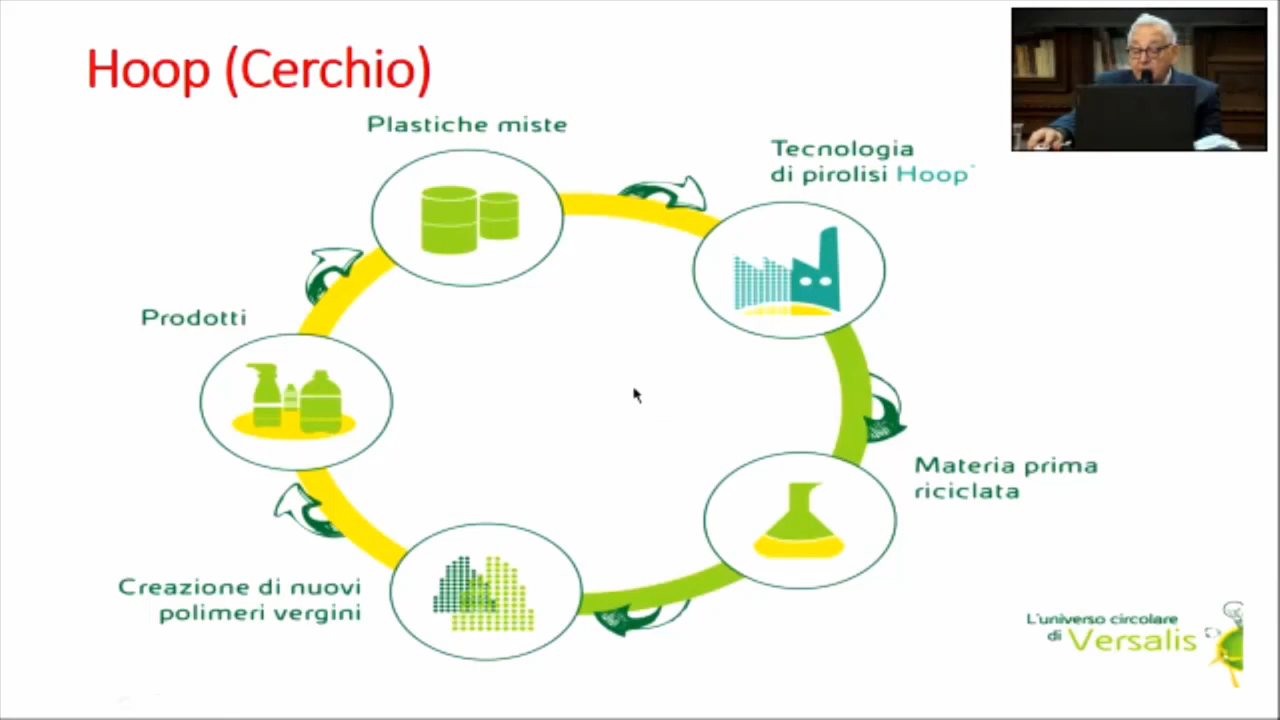 Hoop (Cerchio)
Plastiche miste
Tecnologia
di pirolisi Hoop
Prodotti
Materia prima
riciclata
Creazione di nuovi
polimeri vergini
L'universo circolare
di Versalis